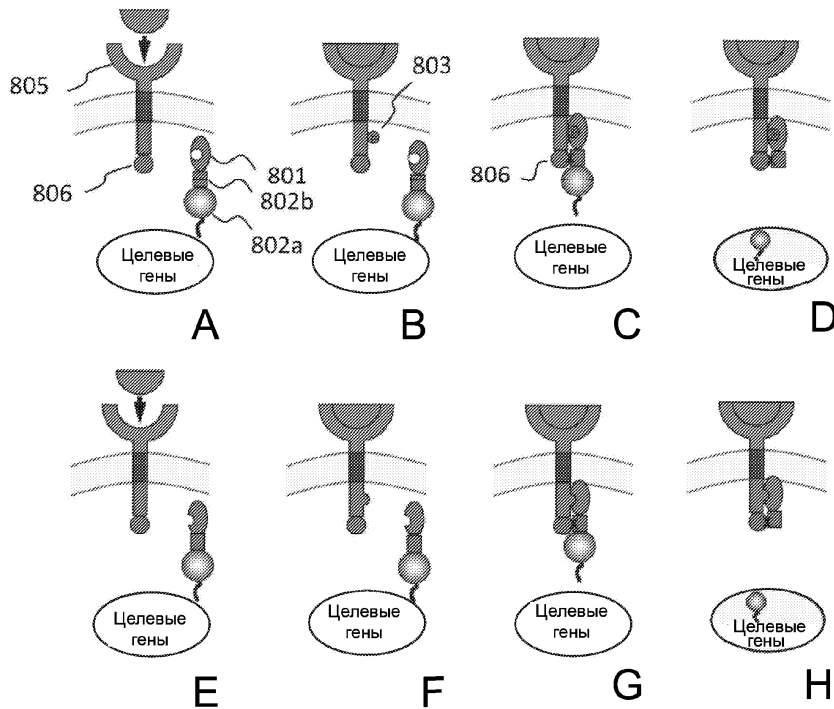 805
803
806
801
802b
802a
806
Целевые
гены
Целевые
гены
Целевые
гены
Целевые
гены
A
B
C
D
Целевые
гены
Целевые
гены
Целевые
гены
Целевые
гены
E
F
G
H